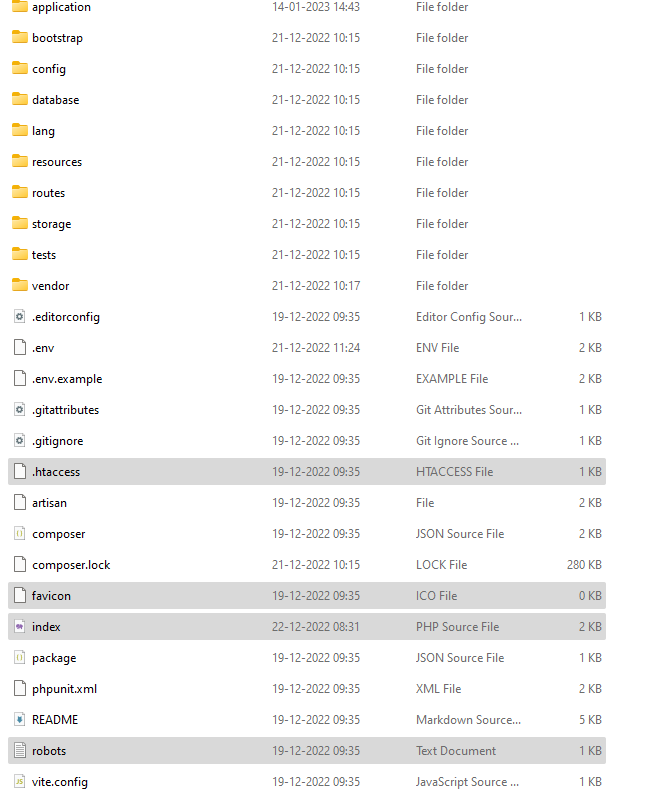 application 14-01-2023 14:43 File folder
bootstrap 21-12-2022 10:15 File folder
config 21-12-2022 10:15 File folder
database 21-12-2022 10:15 File folder
lang 21-12-2022 10:15 File folder
resources 21-12-2022 10:15 File folder
routes 21-12-2022 10:15 File folder
storage 21-12-2022 10:15 File folder
tests 21-12-2022 10:15 File folder
vendor 21-12-2022 10:17 File folder
.editorconfig 19-12-2022 09:35 Editor Config Sour... 1 KB
.env 21-12-2022 11:24 ENV File 2 KB
.env.example 19-12-2022 09:35 EXAMPLE File 2 KB
.gitattributes 19-12-2022 09:35 Git Attributes Sour... 1 KB
.gitignore 19-12-2022 09:35 Git Ignore Source ... 1 KB
.htaccess 19-12-2022 09:35 HTACCESS File 1 KB
artisan 19-12-2022 09:35 File 2 KB
composer 19-12-2022 09:35 JSON Source File 2 KB
composer.lock 21-12-2022 10:15 LOCK File 280 KB
favicon 19-12-2022 09:35 ICO File 0 KB
index 22-12-2022 08:31 PHP Source File 2 KB
package 19-12-2022 09:35 JSON Source File 1 KB
phpunit.xml 19-12-2022 09:35 XML File 2 KB
README 19-12-2022 09:35 Markdown Source... 5 KB
robots 19-12-2022 09:35 Text Document 1 KB
vite.config 19-12-2022 09:35 JavaScript Source ... 1 KB